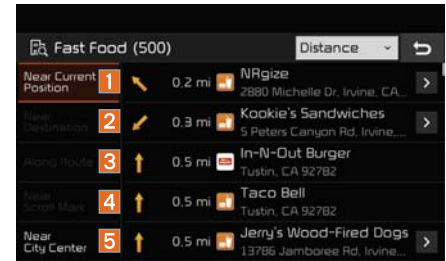 Fast Food (500)
Distance
Near Current
Position
1
0.2 mi
NRgize
2880 Michelle Dr, Irvine, CA...
Near
Destination
2
0.3 mi
Kookie's Sandwiches
5 Peters Canyon Rd, Irvine,...
Along Route
3
0.5 mi
In-N-Out Burger
Tustin, CA 92782
Near
Scroll Mark
4
0.5 mi
Taco Bell
Tustin, CA 92782
Near
City Center
5
0.5 mi
Jerry's Wood-Fired Dogs
13786 Jamboree Rd, Irvine...